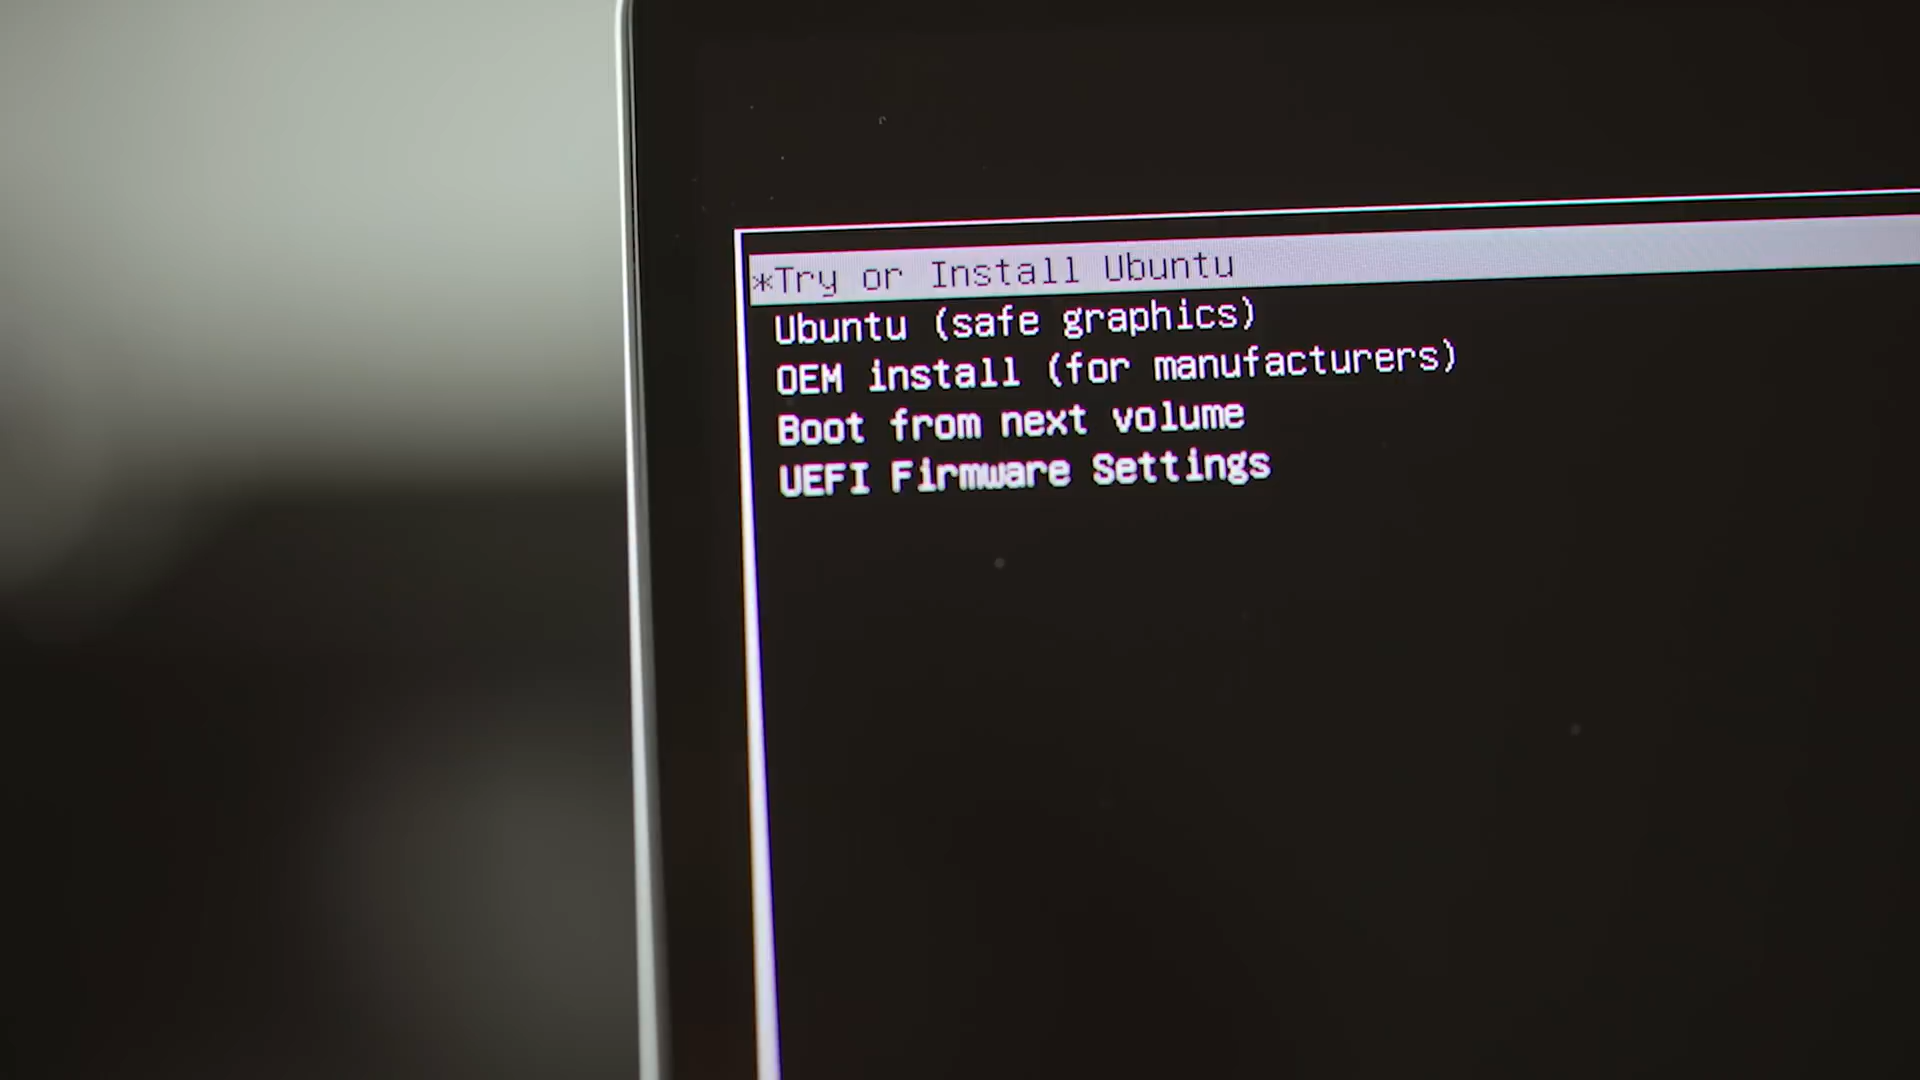 *Try or Install Ubuntu
Ubuntu (safe graphics)
OEM install (for manufacturers)
Boot from next volume
UEFI Firmware Settings